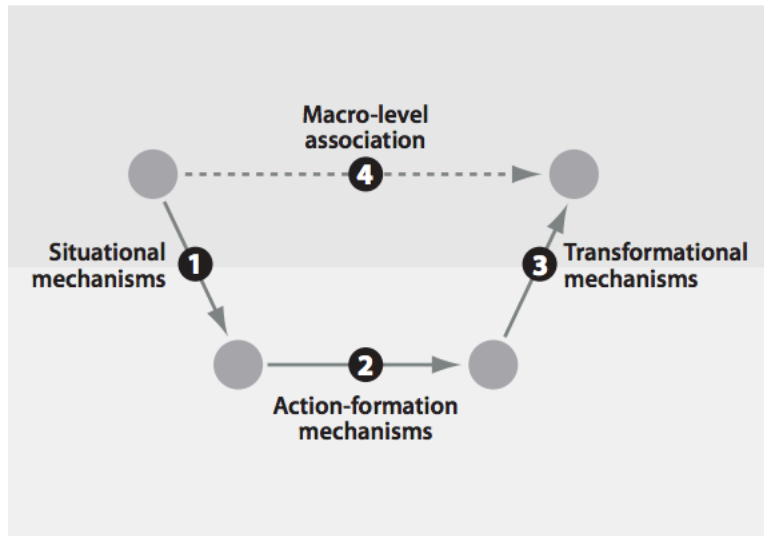 Macro-level
association
4
Situational
mechanisms
1
3
Transformational
mechanisms
2
Action-formation
mechanisms